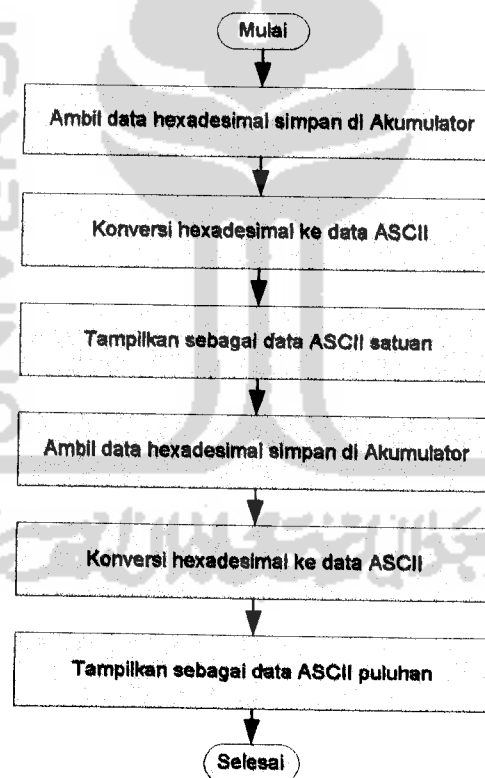 Mulai
Ambil data hexadesimal simpan di Akumulator
Konversi hexadesimal ke data ASCII
Tampilkan sebagai data ASCII satuan
Ambil data hexadesimal simpan di Akumulator
Konversi hexadesimal ke data ASCII
Tampilkan sebagai data ASCII puluhan
Selesai